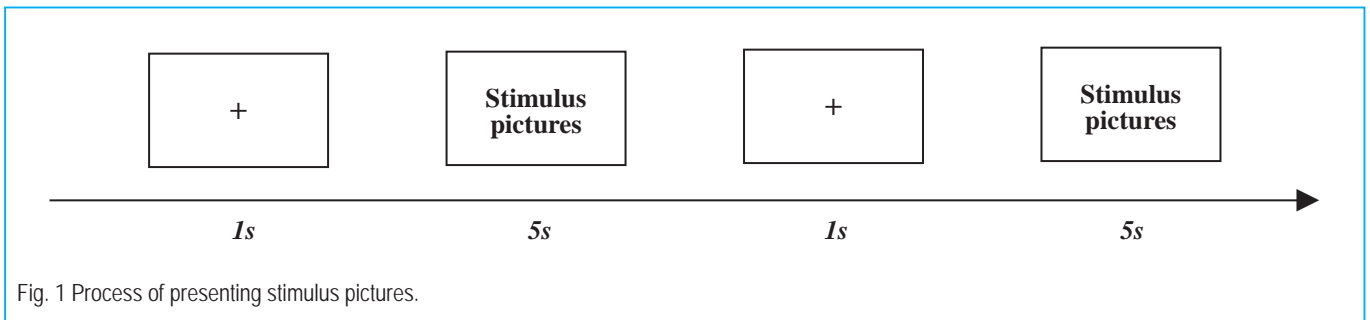 +
Stimulus
pictures
+
Stimulus
pictures
1s
5s
1s
5s
Fig. 1 Process of presenting stimulus pictures.